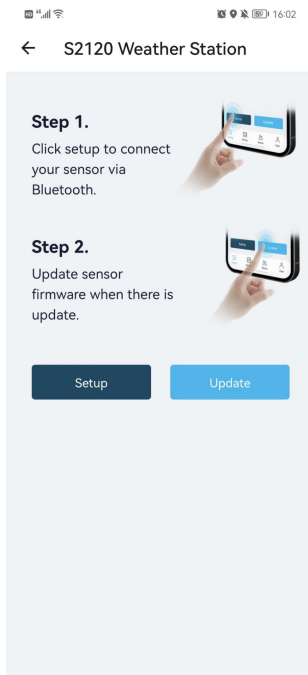 16:02
S2120 Weather Station
Step 1.
Click setup to connect
your sensor via
Bluetooth.
Step 2.
Update sensor
firmware when there is
update.
Setup
Update